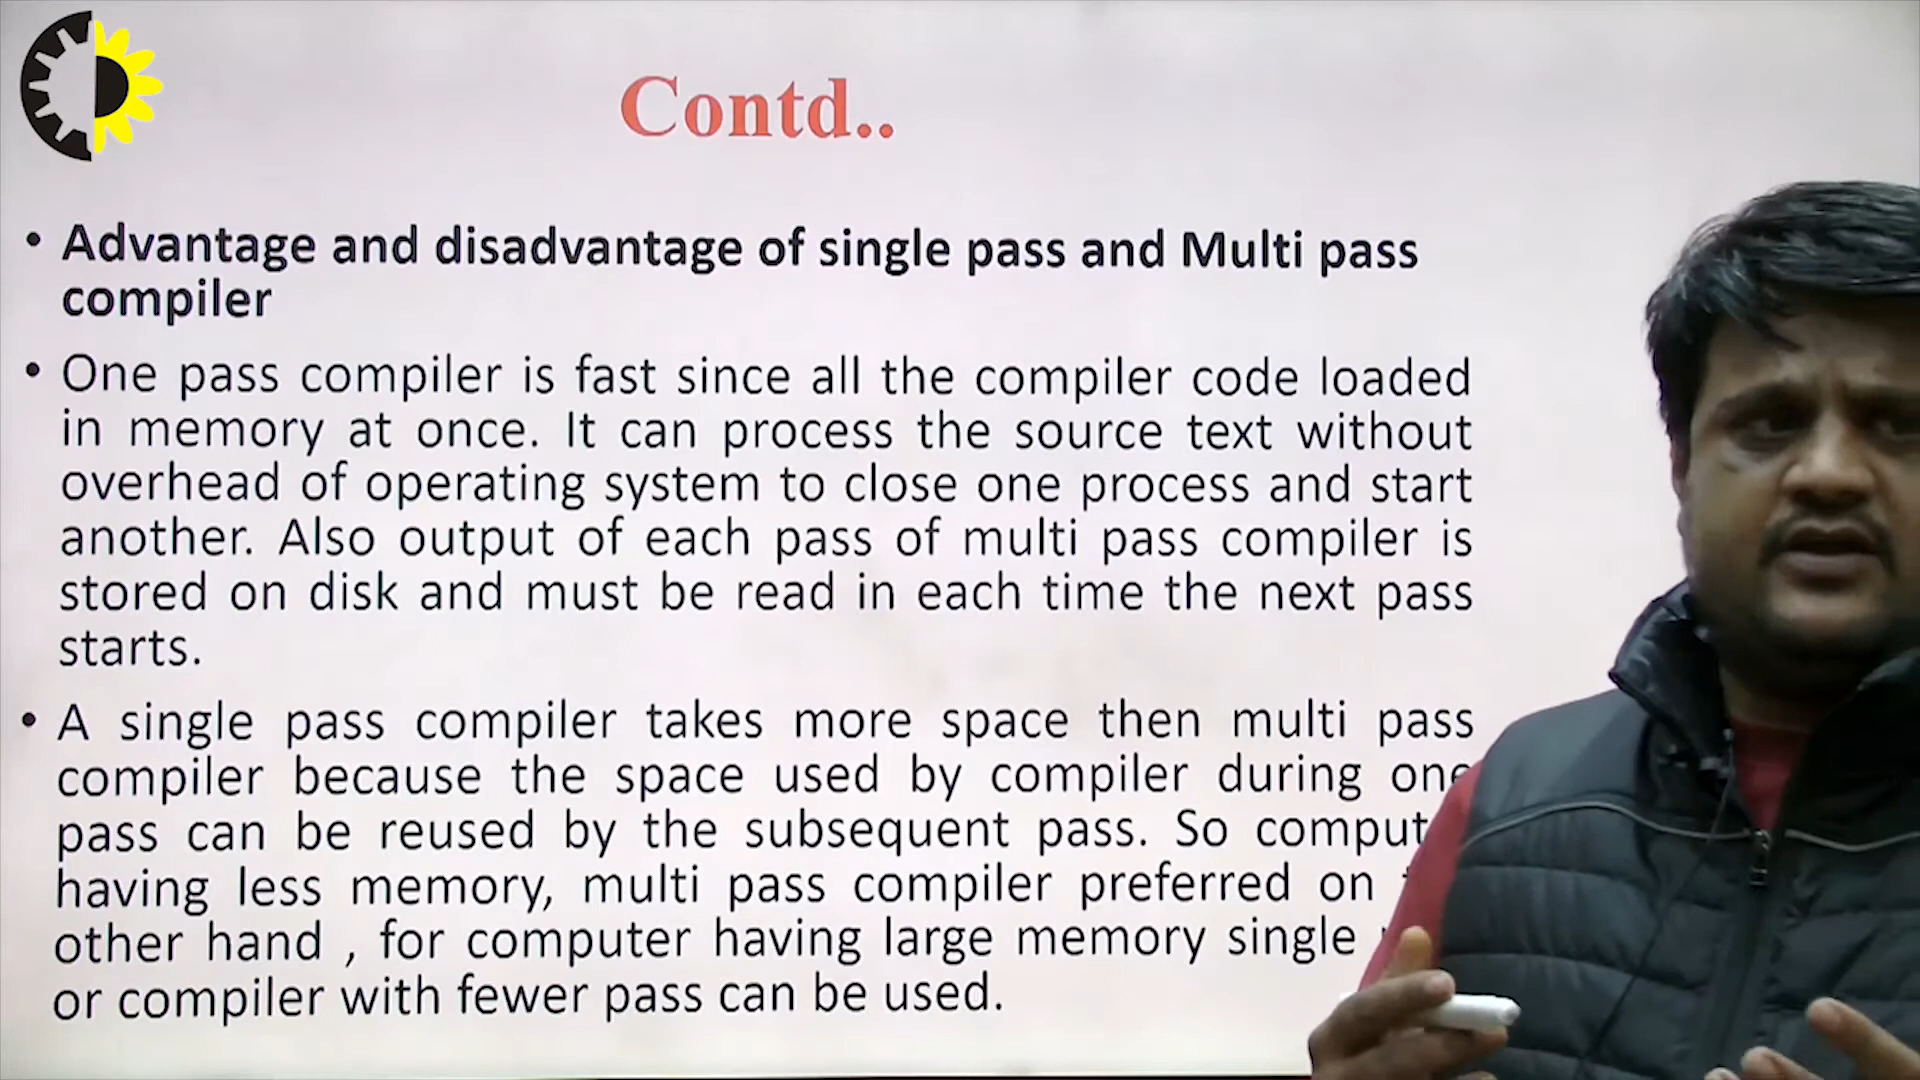 Contd..
• Advantage and disadvantage of single pass and Multi pass
compiler
• One pass compiler is fast since all the compiler code loaded
in memory at once. It can process the source text without
overhead of operating system to close one process and start
another. Also output of each pass of multi pass compiler is
stored on disk and must be read in each time the next pass
starts.
• A single pass compiler takes more space then multi pass
compiler because the space used by compiler during one
pass can be reused by the subsequent pass. So
having less memory, multi pass compiler preferred on
other hand , for computer having large memory single
or compiler with fewer pass can be used.